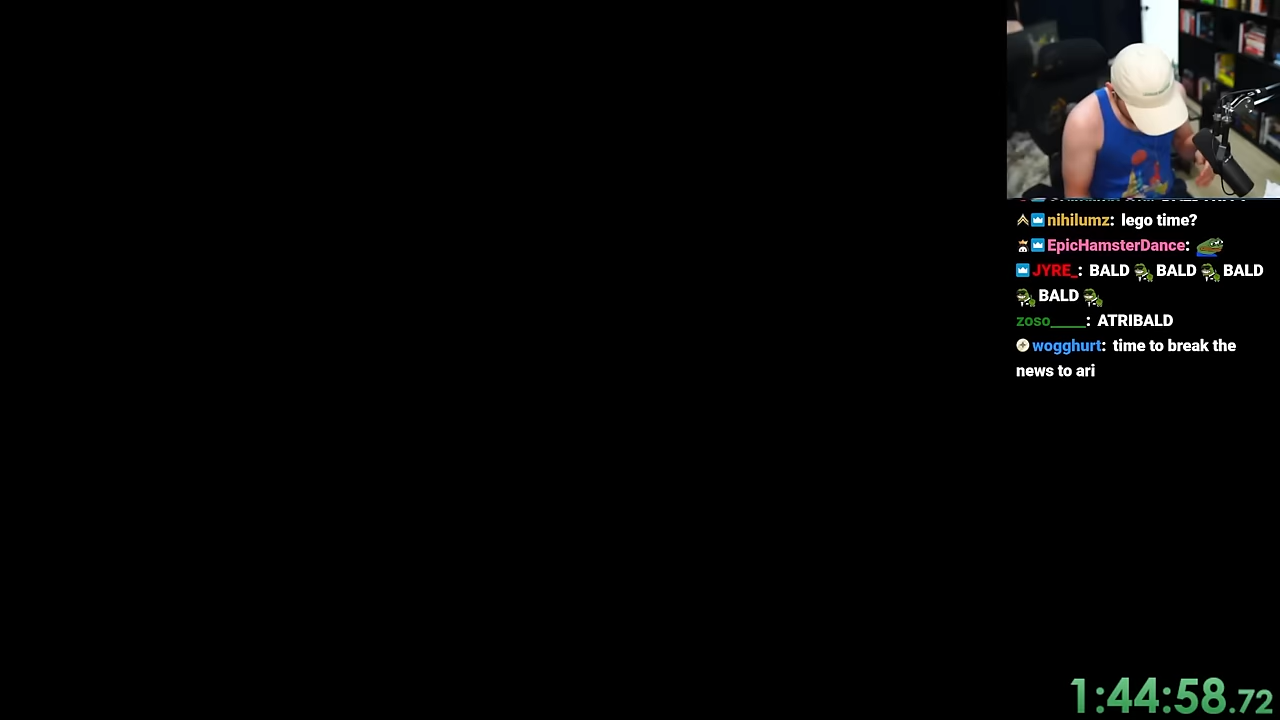 nihilumz: lego time?
EpicHamsterDance:
JYRE_: BALD BALD BALD
BALD
zoso_____: ATRIBALD
wogghurt: time to break the
news to ari
1:44:58.72